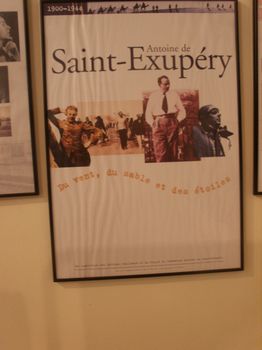 1900-1944
Antoine de
Saint-Exupéry
Du vent, du sable et des étoiles